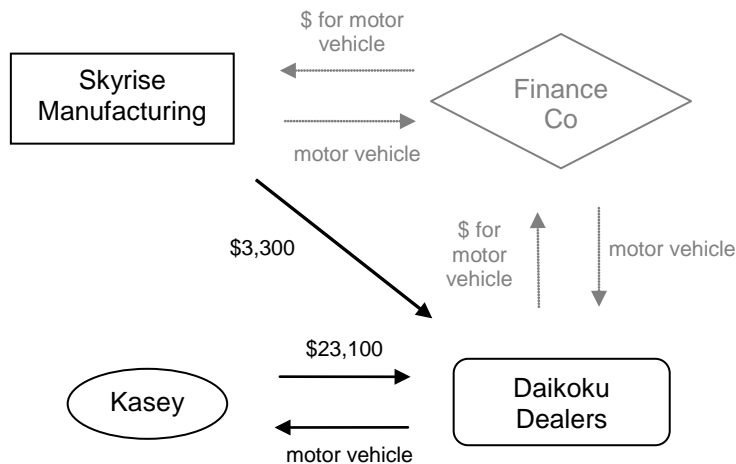 $ for motor
vehicle
Skyrise
Manufacturing
Finance
Co
motor vehicle
$3,300
$ for
motor
vehicle
motor vehicle
$23,100
Kasey
Daikoku
Dealers
motor vehicle